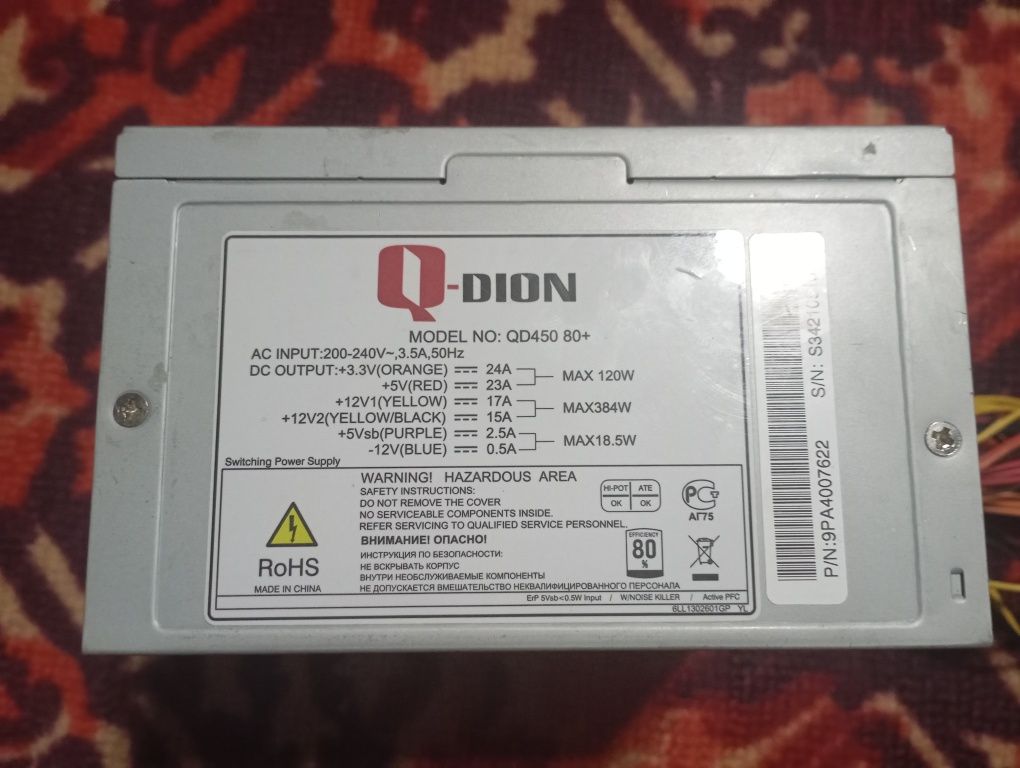 Q-DION
MODEL NO: QD450 80+
AC INPUT:200-240V~,3.5A,50Hz
DC OUTPUT:+3.3V(ORANGE) 24A
+5V(RED) 23A
MAX 120W
+12V1(YELLOW) 17A
+12V2(YELLOW/BLACK) 15A
MAX384W
+5Vsb(PURPLE) 2.5A
-12V(BLUE) 0.5A
MAX18.5W
Switching Power Supply
WARNING! HAZARDOUS AREA
SAFETY INSTRUCTIONS:
DO NOT REMOVE THE COVER
NO SERVICEABLE COMPONENTS INSIDE.
REFER SERVICING TO QUALIFIED SERVICE PERSONNEL.
ВНИМАНИЕ! ОПАСНО!
ИНСТРУКЦИЯ ПО БЕЗОПАСНОСТИ:
НЕ ВСКРЫВАТЬ КОРПУС
ВНУТРИ НЕОБСЛУЖИВАЕМЫЕ КОМПОНЕНТЫ
НЕ ДОПУСКАЕТСЯ ВМЕШАТЕЛЬСТВО НЕКВАЛИФИЦИРОВАННОГО ПЕРСОНАЛА
RoHS
MADE IN CHINA
HI-POT ATE
OK OK
АГ75
EFFICIENCY
80
%
ErP 5Vsb<0.5W Input / W/NOISE KILLER / Active PFC
6LL1302601GP YL
P/N:9PA4007622
S/N: